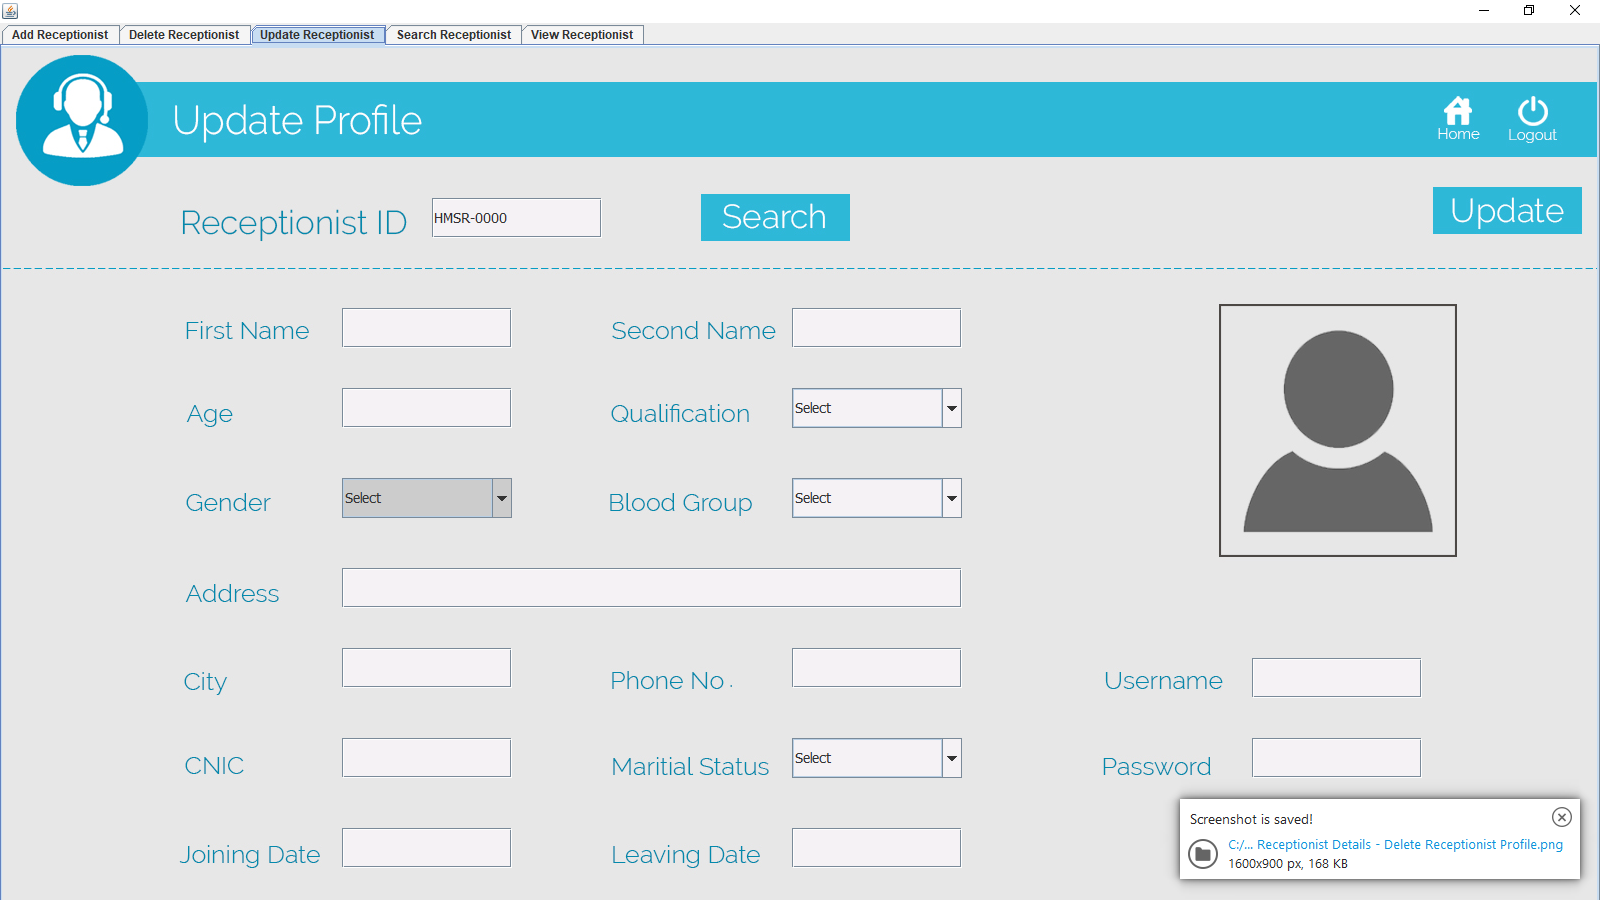 Add Receptionist Delete Receptionist Update Receptionist Search Receptionist View Receptionist
Update Profile
Home Logout
Receptionist ID HMSR-0000 Search Update
First Name Second Name
Age Qualification Select
Gender Select Blood Group Select
Address
City Phone No . Username
CNIC Maritial Status Select Password
Joining Date Leaving Date
Screenshot is saved!
C:/... Receptionist Details - Delete Receptionist Profile.png
1600x900 px, 168 KB